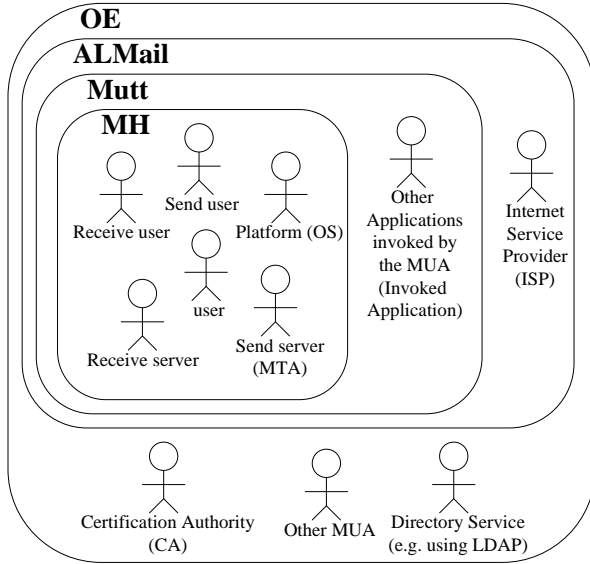 OE
ALMail
Mutt
MH
Send user
Receive user
Platform (OS)
user
Receive server
Send server
(MTA)
Other
Applications
invoked by
the MUA
(Invoked
Application)
Internet
Service
Provider
(ISP)
Certification Authority
(CA)
Other MUA
Directory Service
(e.g. using LDAP)